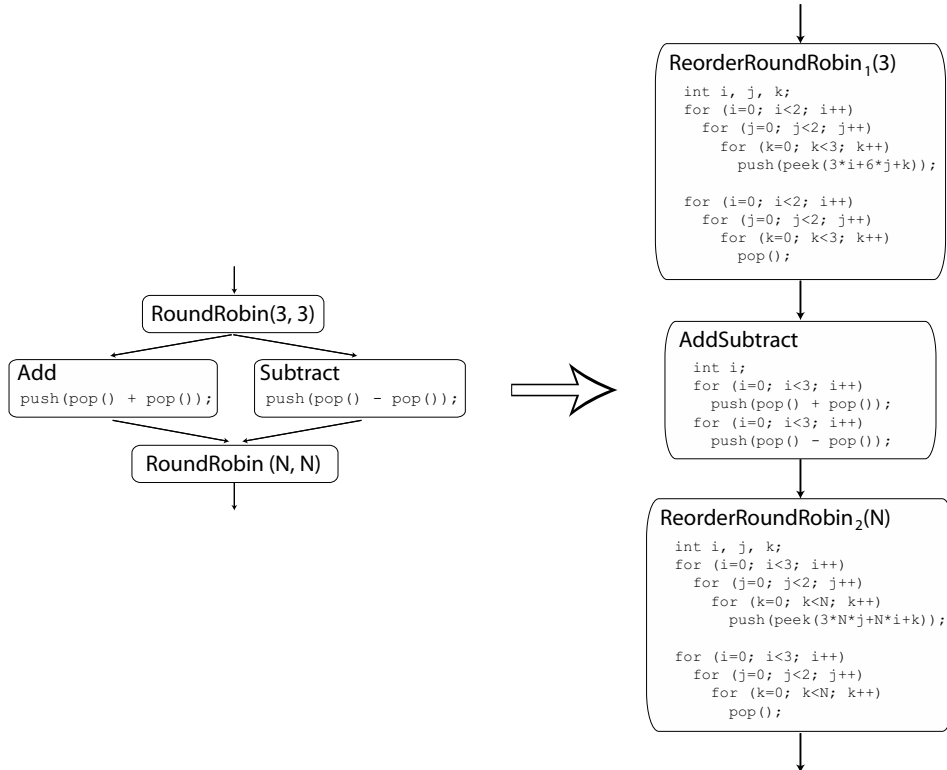 RoundRobin(3, 3)
Add
push(pop() + pop());
Subtract
push(pop() - pop());
RoundRobin (N, N)
ReorderRoundRobin1(3)
int i, j, k;
for (i=0; i<2; i++)
for (j=0; j<2; j++)
for (k=0; k<3; k++)
push(peek(3*i+6*j+k));
for (i=0; i<2; i++)
for (j=0; j<2; j++)
for (k=0; k<3; k++)
pop();
AddSubtract
int i;
for (i=0; i<3; i++)
push(pop() + pop());
for (i=0; i<3; i++)
push(pop() - pop());
ReorderRoundRobin2(N)
int i, j, k;
for (i=0; i<3; i++)
for (j=0; j<2; j++)
for (k=0; k<N; k++)
push(peek(3*N*j+N*i+k));
for (i=0; i<3; i++)
for (j=0; j<2; j++)
for (k=0; k<N; k++)
pop();